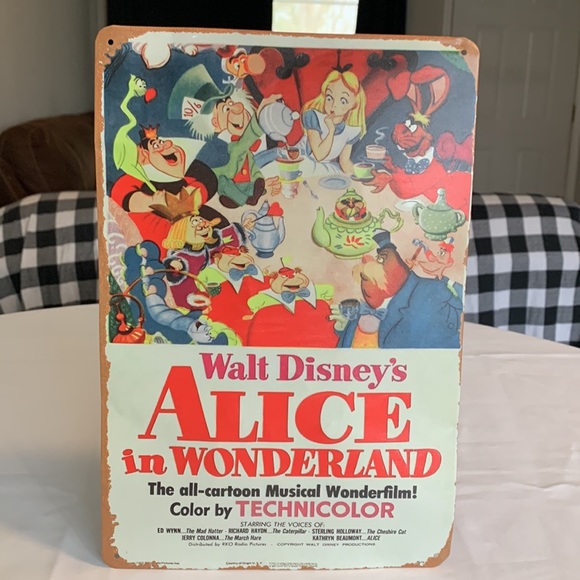 10/6
Walt Disney's
ALICE
in WONDERLAND
The all-cartoon Musical Wonderfilm!
Color by TECHNICOLOR
STARRING THE VOICES OF:
ED WYNN...The Mad Hatter · RICHARD HAYDN...The Caterpillar · STERLING HOLLOWAY...The Cheshire Cat
JERRY COLONNA...The March Hare KATHRYN BEAUMONT...ALICE
Distributed by RKO Radio Pictures · COPYRIGHT WALT DISNEY PRODUCTIONS